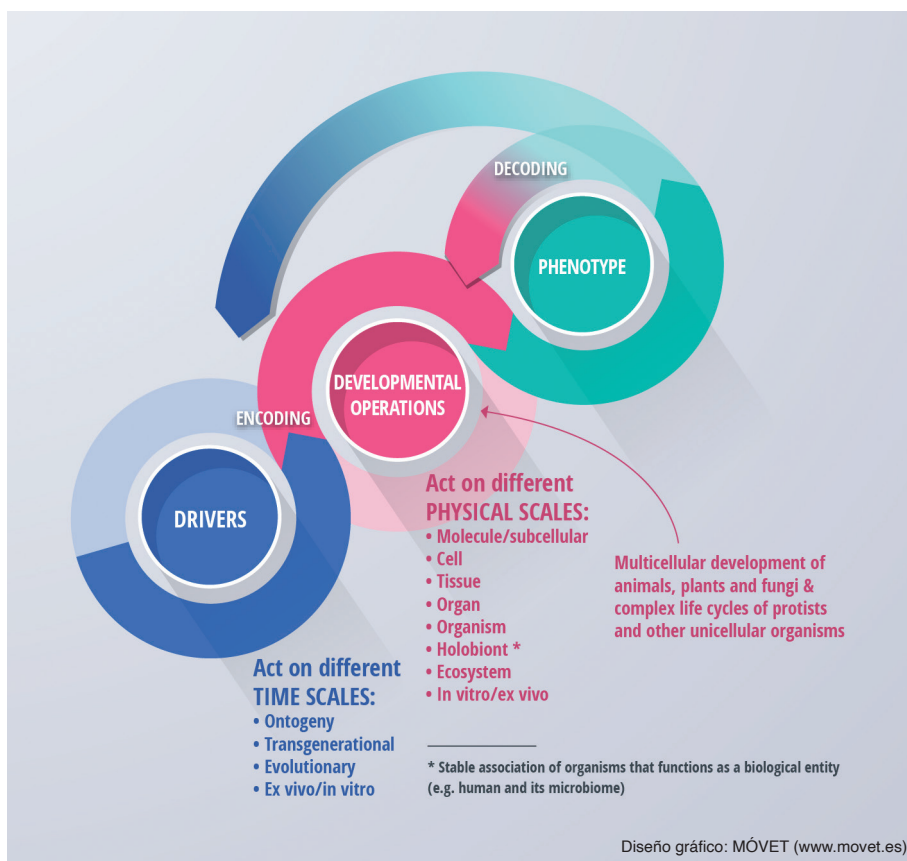 DECODING
PHENOTYPE
DEVELOPMENTAL
OPERATIONS
ENCODING
DRIVERS
Act on different
PHYSICAL SCALES:
• Molecule/subcellular
• Cell
• Tissue
• Organ
• Organism
• Holobiont *
• Ecosystem
• In vitro/ex vivo
Multicellular development of
animals, plants and fungi &
complex life cycles of protists
and other unicellular organisms
Act on different
TIME SCALES:
• Ontogeny
• Transgenerational
• Evolutionary
• Ex vivo/in vitro
* Stable association of organisms that functions as a biological entity
(e.g. human and its microbiome)
Diseño gráfico: MÓVET (www.movet.es)